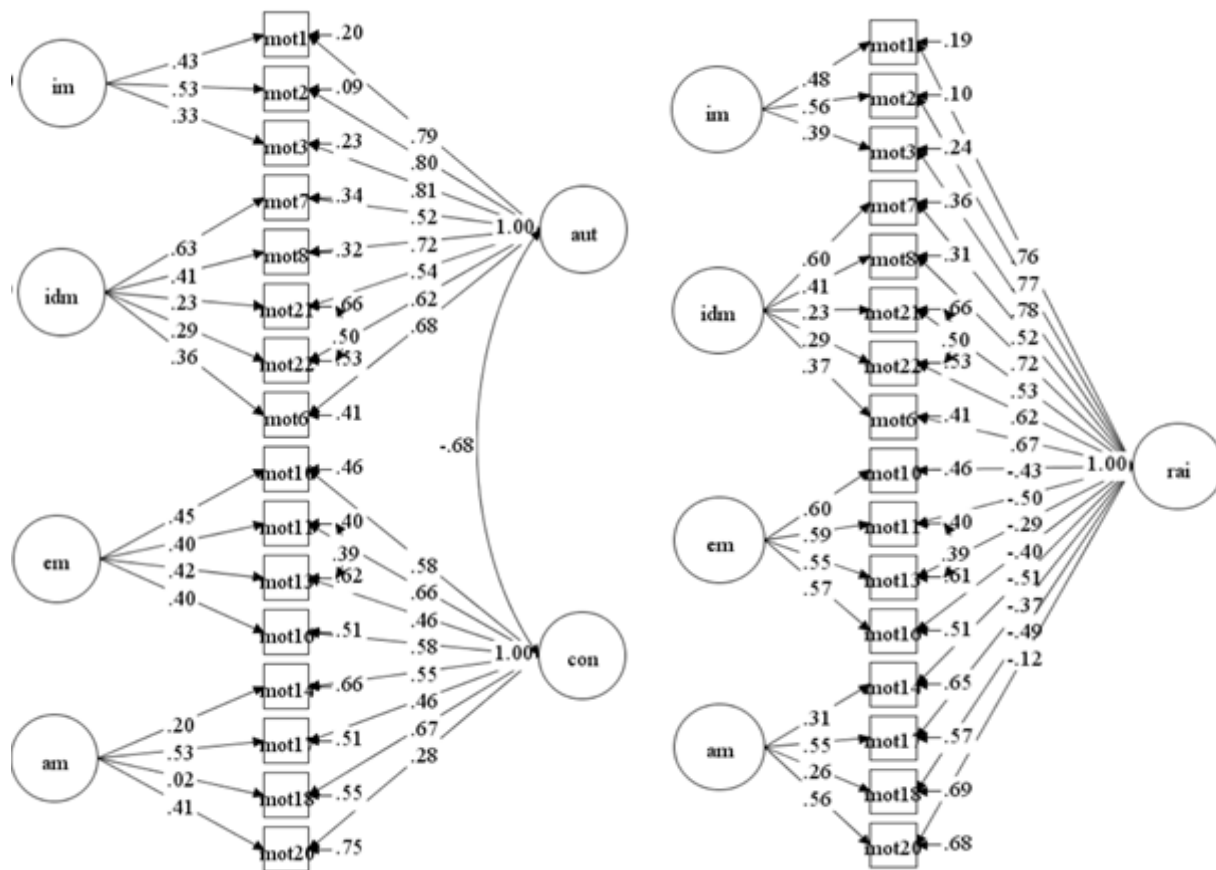 im
.43
.53
.33
mot1
.20
mot2
.09
mot3
.23
.79
.80
.81
idm
.63
.41
.23
.29
.36
mot7
.34
.52
mot8
.32
.72
mot21
.66
.54
.50
.62
mot22
.53
.68
mot6
.41
1.00
aut
-.68
em
.45
.40
.42
.40
mot10
.46
mot11
.40
.39
mot13
.62
mot16
.51
.58
.66
.46
.58
am
.20
.53
.02
.41
mot14
.66
.55
mot17
.51
.46
mot18
.55
.67
mot20
.75
.28
1.00
con
im
.48
.56
.39
mot1
.19
mot2
.10
mot3
.24
idm
.60
.41
.23
.29
.37
mot7
.36
mot8
.31
mot21
.66
.50
mot22
.53
mot6
.41
.76
.77
.78
.52
.72
.53
.62
.67
em
.60
.59
.55
.57
mot10
.46
mot11
.40
.39
mot13
.61
mot16
.51
-.43
-.50
-.29
-.40
-.51
-.37
-.49
-.12
1.00
rai
am
.31
.55
.26
.56
mot14
.65
mot17
.57
mot18
.69
mot20
.68